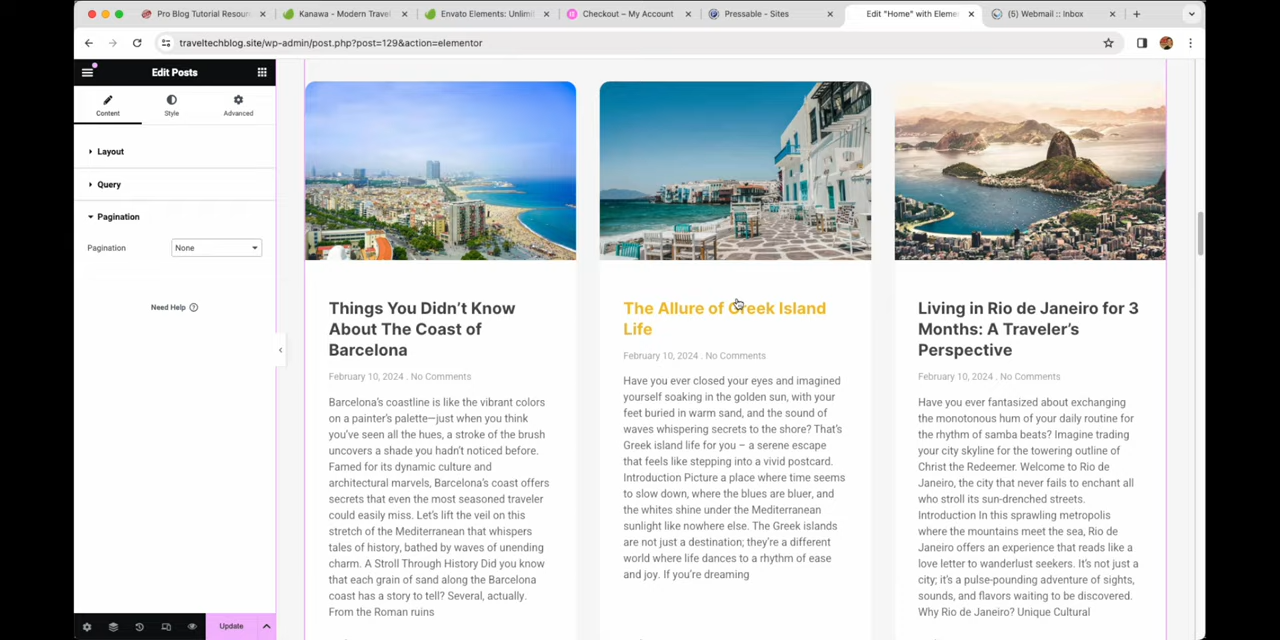 Pro Blog Tutorial Resourc
Kanawa - Modern Travel
Envato Elements: Unlimi
Checkout – My Account
Pressable - Sites
Edit "Home" with Elemen
(5) Webmail :: Inbox
traveltechblog.site/wp-admin/post.php?post=129&action=elementor
Edit Posts
Content
Style
Advanced
Layout
Query
Pagination
Pagination
None
Need Help
Update
Things You Didn’t Know
About The Coast of
Barcelona
February 10, 2024 . No Comments
Barcelona’s coastline is like the vibrant colors
on a painter’s palette—just when you think
you’ve seen all the hues, a stroke of the brush
uncovers a shade you hadn’t noticed before.
Famed for its dynamic culture and
architectural marvels, Barcelona’s coast offers
secrets that even the most seasoned traveler
could easily miss. Let’s lift the veil on this
stretch of the Mediterranean that whispers
tales of history, bathed by waves of unending
charm. A Stroll Through History Did you know
that each grain of sand along the Barcelona
coast has a story to tell? Several, actually.
From the Roman ruins
The Allure of Greek Island
Life
February 10, 2024 . No Comments
Have you ever closed your eyes and imagined
yourself soaking in the golden sun, with your
feet buried in warm sand, and the sound of
waves whispering secrets to the shore? That’s
Greek island life for you – a serene escape
that feels like stepping into a vivid postcard.
Introduction Picture a place where time seems
to slow down, where the blues are bluer, and
the whites shine under the Mediterranean
sunlight like nowhere else. The Greek islands
are not just a destination; they’re a different
world where life dances to a rhythm of ease
and joy. If you’re dreaming
Living in Rio de Janeiro for 3
Months: A Traveler’s
Perspective
February 10, 2024 . No Comments
Have you ever fantasized about exchanging
the monotonous hum of your daily routine for
the rhythm of samba beats? Imagine trading
your city skyline for the towering outline of
Christ the Redeemer. Welcome to Rio de
Janeiro, the city that never fails to enchant all
who stroll its sun-drenched streets.
Introduction In this sprawling metropolis
where the mountains meet the sea, Rio de
Janeiro offers an experience that reads like a
love letter to wanderlust seekers. It’s not just a
city; it’s a pulse-pounding adventure of sights,
sounds, and flavors waiting to be discovered.
Why Rio de Janeiro? Unique Cultural